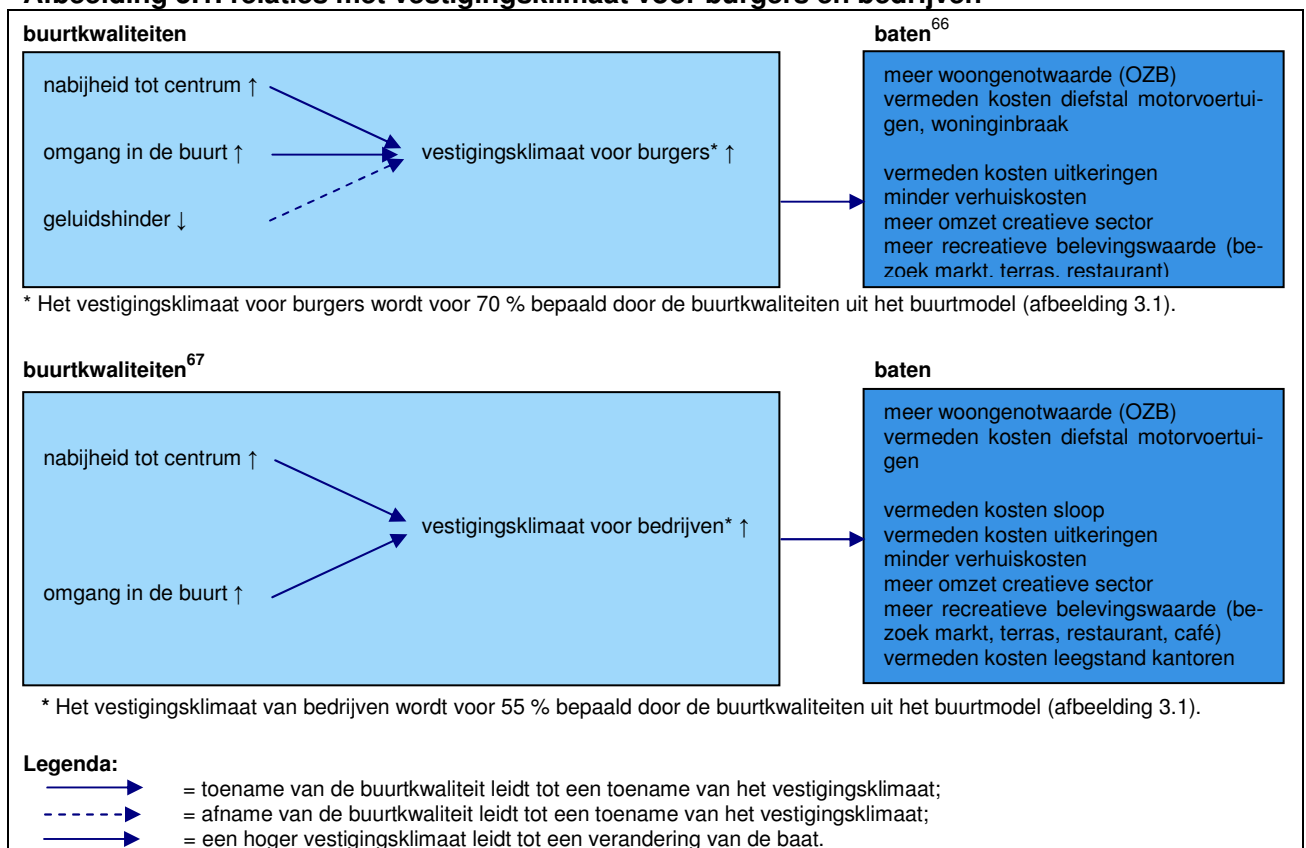 buurtkwaliteiten
baten66
nabijheid tot centrum ↑
omgang in de buurt ↑
geluidshinder ↓
vestigingsklimaat voor burgers* ↑
meer woongenotwaarde (OZB)
vermeden kosten diefstal motorvoertui-
gen, woninginbraak
vermeden kosten uitkeringen
minder verhuiskosten
meer omzet creatieve sector
meer recreatieve belevingswaarde (be-
zoek markt, terras, restaurant)
* Het vestigingsklimaat voor burgers wordt voor 70 % bepaald door de buurtkwaliteiten uit het buurtmodel (afbeelding 3.1).
buurtkwaliteiten67
baten
nabijheid tot centrum ↑
omgang in de buurt ↑
vestigingsklimaat voor bedrijven* ↑
meer woongenotwaarde (OZB)
vermeden kosten diefstal motorvoertui-
gen
vermeden kosten sloop
vermeden kosten uitkeringen
minder verhuiskosten
meer omzet creatieve sector
meer recreatieve belevingswaarde (be-
zoek markt, terras, restaurant, café)
vermeden kosten leegstand kantoren
* Het vestigingsklimaat van bedrijven wordt voor 55 % bepaald door de buurtkwaliteiten uit het buurtmodel (afbeelding 3.1).
Legenda:
= toename van de buurtkwaliteit leidt tot een toename van het vestigingsklimaat;
= afname van de buurtkwaliteit leidt tot een toename van het vestigingsklimaat;
= een hoger vestigingsklimaat leidt tot een verandering van de baat.